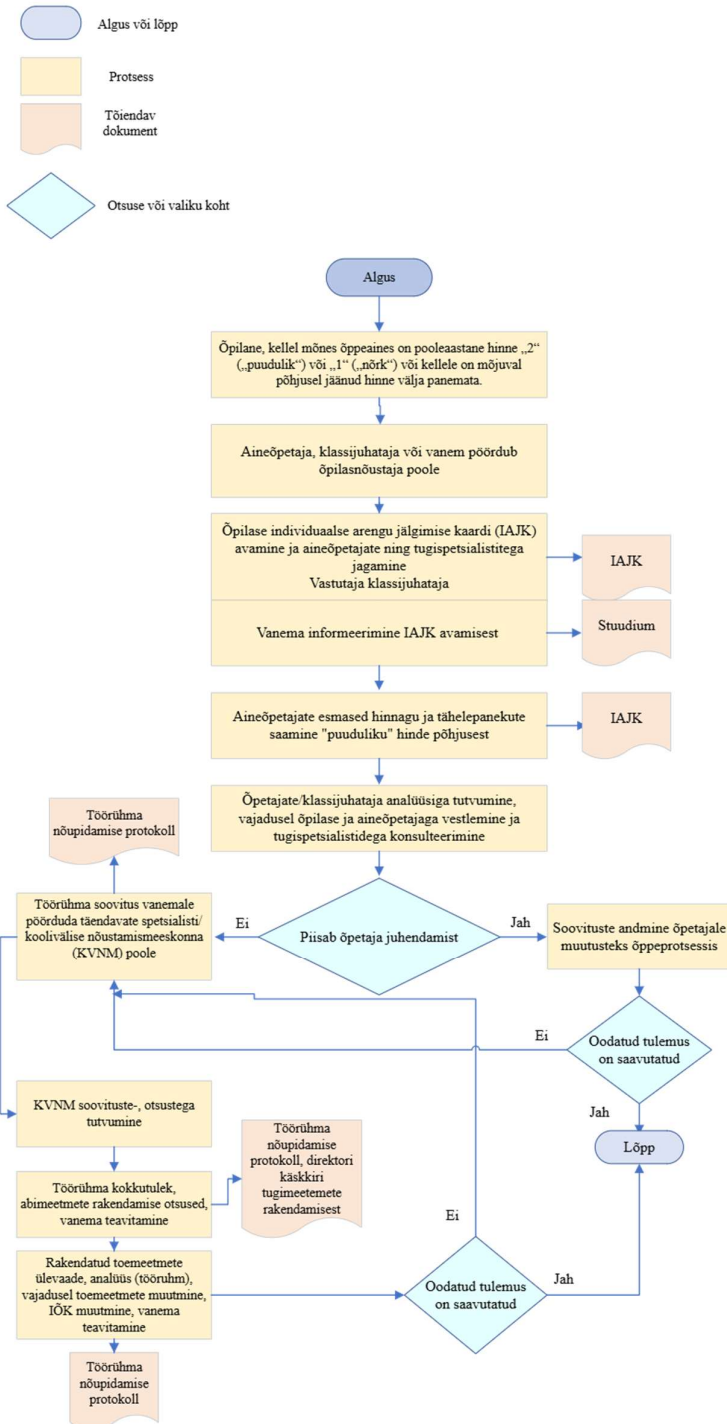 Algus või lõpp
Protsess
Tõiendav
dokument
Otsuse või valiku koht
Algus
Õpilane, kellel mõnes õppeaines on pooleaastane hinne „2“
(„puudulik“) või „1“ („nõrk“) või kellele on mõjuval
põhjusel jäänud hinne välja panemata.
Aineõpetaja, klassijuhataja või vanem pöördub
õpilasnõustaja poole
Õpilase individuaalse arengu jälgimise kaardi (IAJK)
avamine ja aineõpetajate ning tugispetsialistitega
jagamine
Vastutaja klassijuhataja
IAJK
Vanema informeerimine IAJK avamisest
Stuudium
Aineõpetajate esmased hinnagu ja tähelepanekute
saamine "puuduliku" hinde põhjusest
IAJK
Õpetajate/klassijuhataja analüüsiga tutvumine,
vajadusel õpilase ja aineõpetajaga vestlemine ja
tugispetsialistidega konsulteerimine
Töörühma
nõupidamise protokoll
Töörühma soovitus vanemale
pöörduda täendavate spetsialisti/
koolivälise nõustamismeeskonna
(KVNM) poole
Ei
Piisab õpetaja juhendamist
Jah
Soovituste andmine õpetajale
muutusteks õppeprotsessis
Ei
Oodatud tulemus
on saavutatud
Jah
Lõpp
KVNM soovituste-, otsustega
tutvumine
Töörühma kokkutulek,
abimeetmete rakendamise otsused,
vanema teavitamine
Töörühma
nõupidamise
protokoll, direktori
käskkiri
tugimeetemete
rakendamisest
Ei
Rakendatud toemeetmete
ülevaade, analüüs (tööruhm),
vajadusel toemeetmete muutmine,
IÕK muutmine, vanema
teavitamine
Oodatud tulemus
on saavutatud
Jah
Töörühma
nõupidamise
protokoll